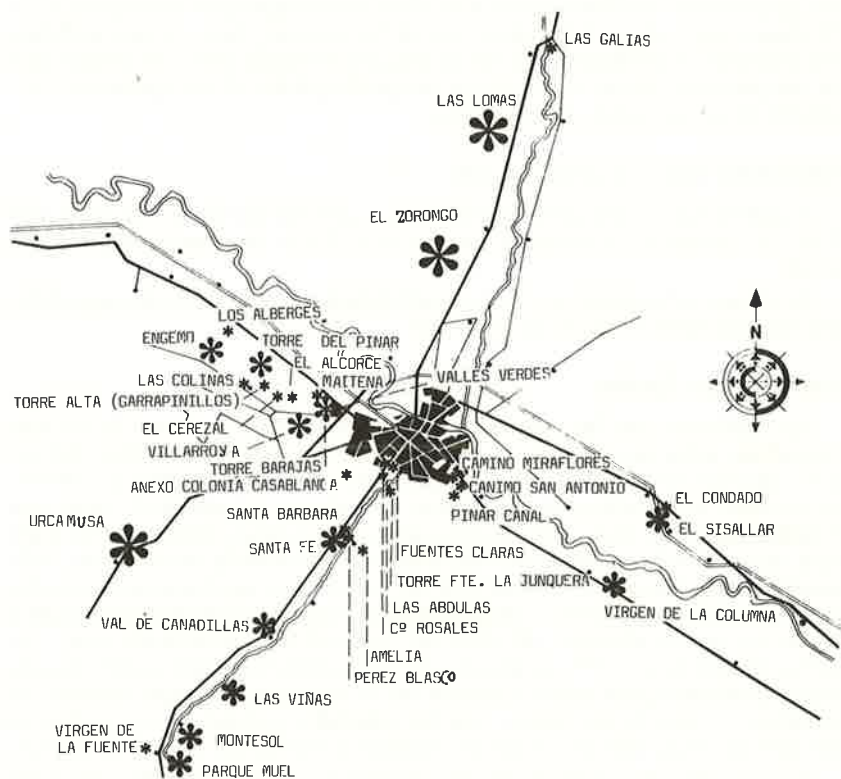 LAS GALIAS
LAS LOMAS
EL ZORONGO
N
LOS ALBERGES
ENGEMO
TORRE DEL PINAR
EL ALCORCE
MAITENA
VALLES VERDES
LAS COLINAS
TORRE ALTA (GARRAPINILLOS)
EL CEREZAL
VILLARROYA
TORRE BARAJAS
ANEXO COLONIA CASABLANCA
CAMINO MIRAFLORES
CANIMO SAN ANTONIO
PINAR CANAL
EL CONDADO
EL SISALLAR
URCAMUSA
SANTA BARBARA
SANTA FE
FUENTES CLARAS
TORRE FTE. LA JUNQUERA
LAS ABDULAS
Cº ROSALES
VIRGEN DE LA COLUMNA
VAL DE CANADILLAS
AMELIA
PEREZ BLASCO
LAS VIÑAS
VIRGEN DE
LA FUENTE
MONTESOL
PARQUE MUEL